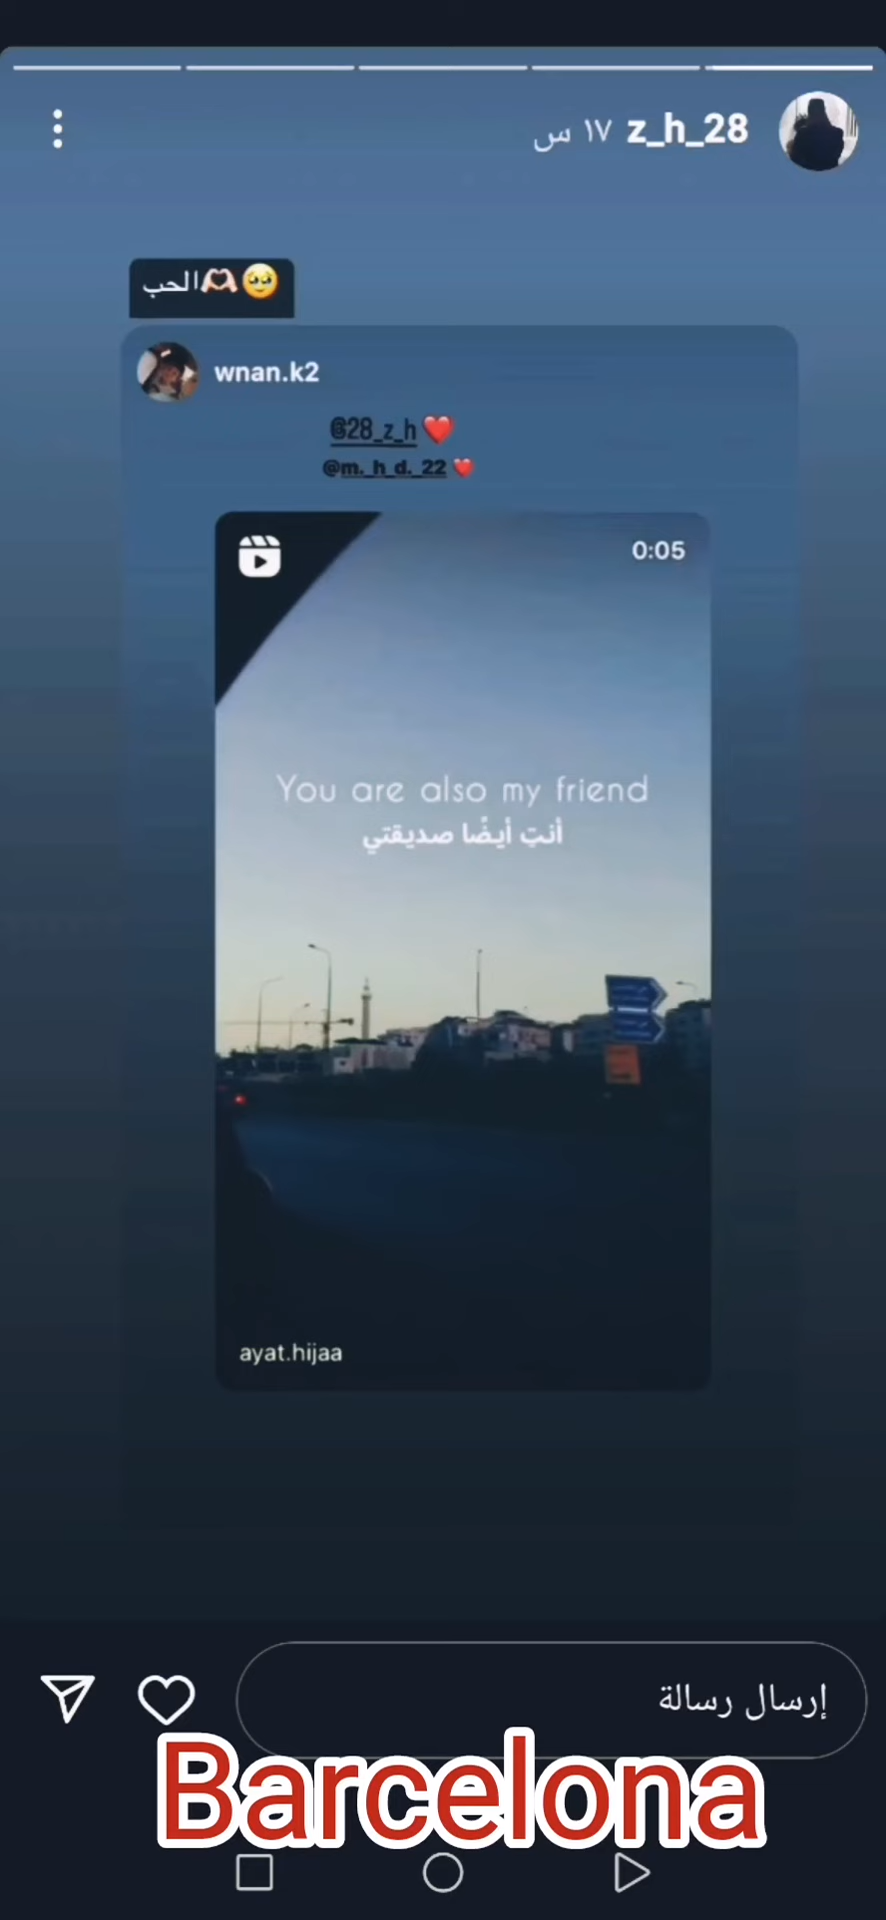 z_h_28 ١٧ س
الحب🫶🏻🥹
wnan.k2
@28_z_h❤️
@m._h_d._22❤️
0:05
You are also my friend
أنتِ أيضًا صديقتي
ayat.hijaa
إرسال رسالة
Barcelona